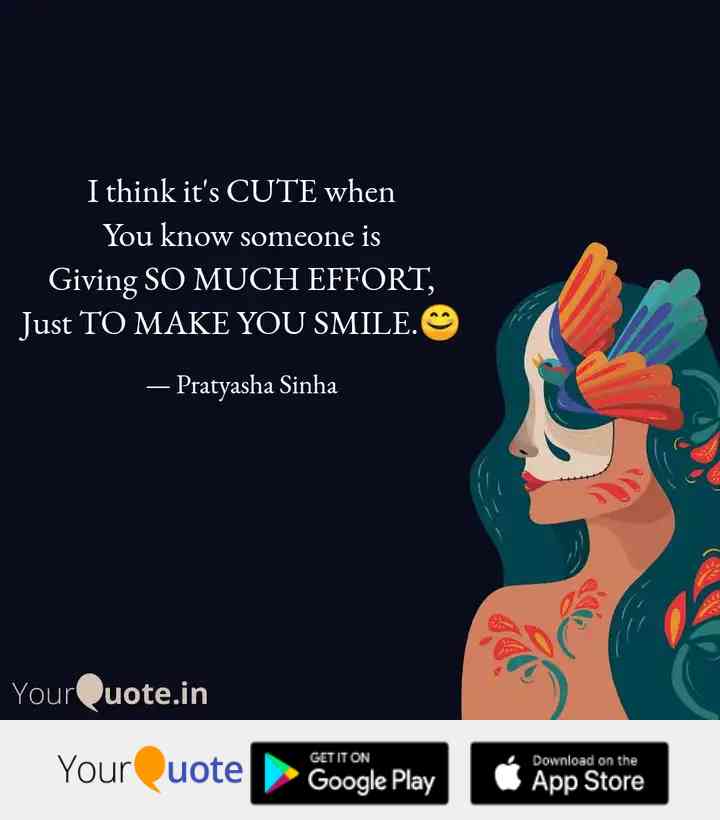 I think it's CUTE when
You know someone is
Giving SO MUCH EFFORT,
Just TO MAKE YOU SMILE.😊
— Pratyasha Sinha
YourQuote.in
YourQuote
GET IT ON
Google Play
Download on the
App Store